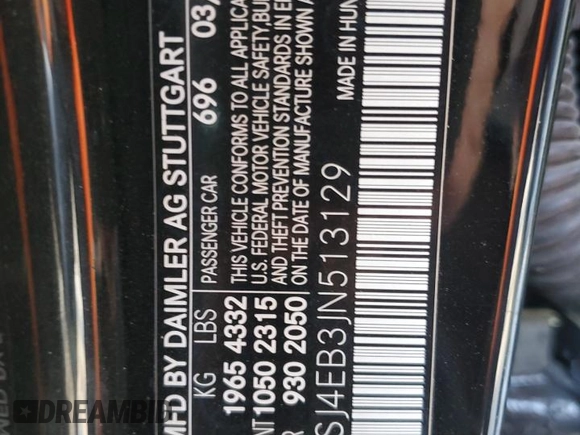 MFD BY DAIMLER AG STUTTGART
KG LBS PASSENGER CAR 696 03/
1965 4332 THIS VEHICLE CONFORMS TO ALL APPLICA
1050 2315 U.S. FEDERAL MOTOR VEHICLE SAFETY, BU
930 2050 AND THEFT PREVENTION STANDARDS IN E
ON THE DATE OF MANUFACTURE SHOWN A
SJ4EB3JN513129 MADE IN HUN
AUTOBIDMASTER